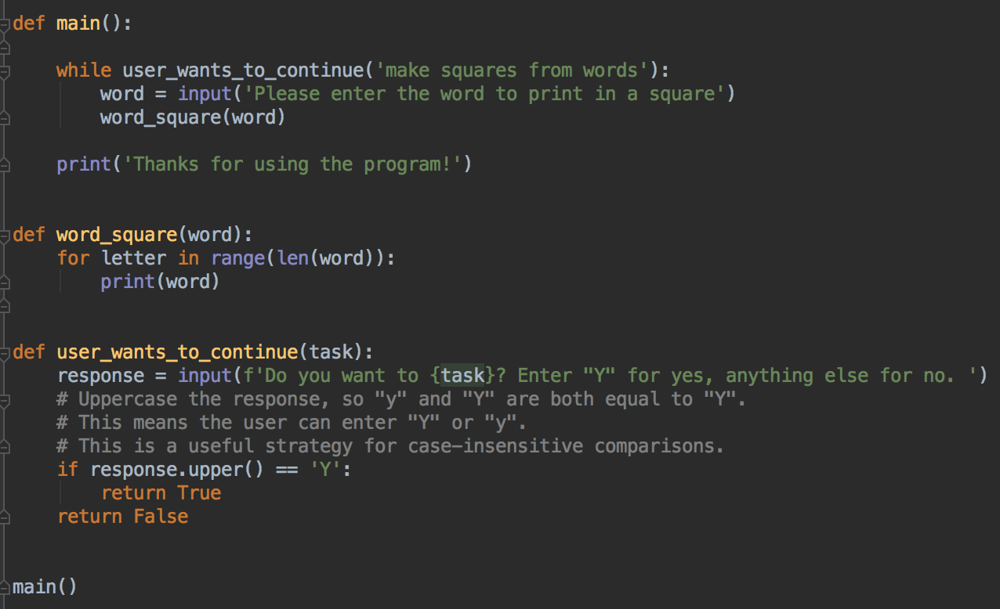 def main():
    while user_wants_to_continue('make squares from words'):
        word = input('Please enter the word to print in a square')
        word_square(word)
    print('Thanks for using the program!')
def word_square(word):
    for letter in range(len(word)):
        print(word)
def user_wants_to_continue(task):
    response = input(f'Do you want to {task}? Enter "Y" for yes, anything else for no. ')
    # Uppercase the response, so "y" and "Y" are both equal to "Y".
    # This means the user can enter "Y" or "y".
    # This is a useful strategy for case-insensitive comparisons.
    if response.upper() == 'Y':
        return True
    return False
main()